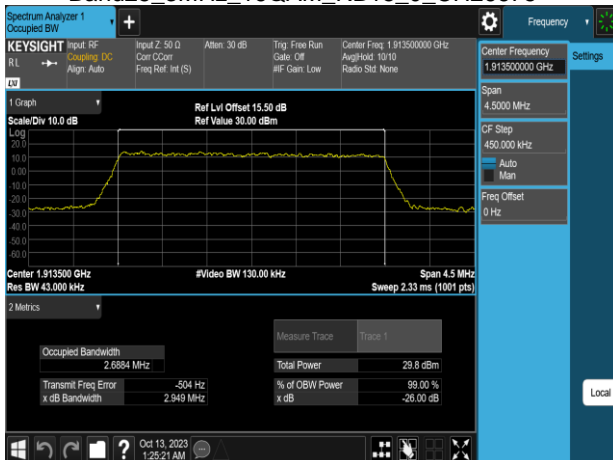 Spectrum Analyzer 1
Occupied BW
Frequency
KEYSIGHT
RL
LXI
Input: RF
Coupling: DC
Align: Auto
Input Z: 50 Ω
Corr CCorr
Freq Ref: Int (S)
Atten: 30 dB
Trig: Free Run
Gate: Off
#IF Gain: Low
Center Freq: 1.913500000 GHz
Avg|Hold: 10/10
Radio Std: None
Center Frequency
1.913500000 GHz
Settings
Span
4.5000 MHz
CF Step
450.000 kHz
Auto
Man
Freq Offset
0 Hz
1 Graph
Scale/Div 10.0 dB
Ref Lvl Offset 15.50 dB
Ref Value 30.00 dBm
Log
20.0
10.0
0.00
-10.0
-20.0
-30.0
-40.0
-50.0
-60.0
Center 1.913500 GHz
Res BW 43.000 kHz
#Video BW 130.00 kHz
Span 4.5 MHz
Sweep 2.33 ms (1001 pts)
2 Metrics
Measure Trace
Trace 1
Occupied Bandwidth
2.6884 MHz
Total Power
29.8 dBm
Transmit Freq Error
-504 Hz
% of OBW Power
99.00 %
x dB Bandwidth
2.949 MHz
x dB
-26.00 dB
Local
Oct 13, 2023
1:25:21 AM